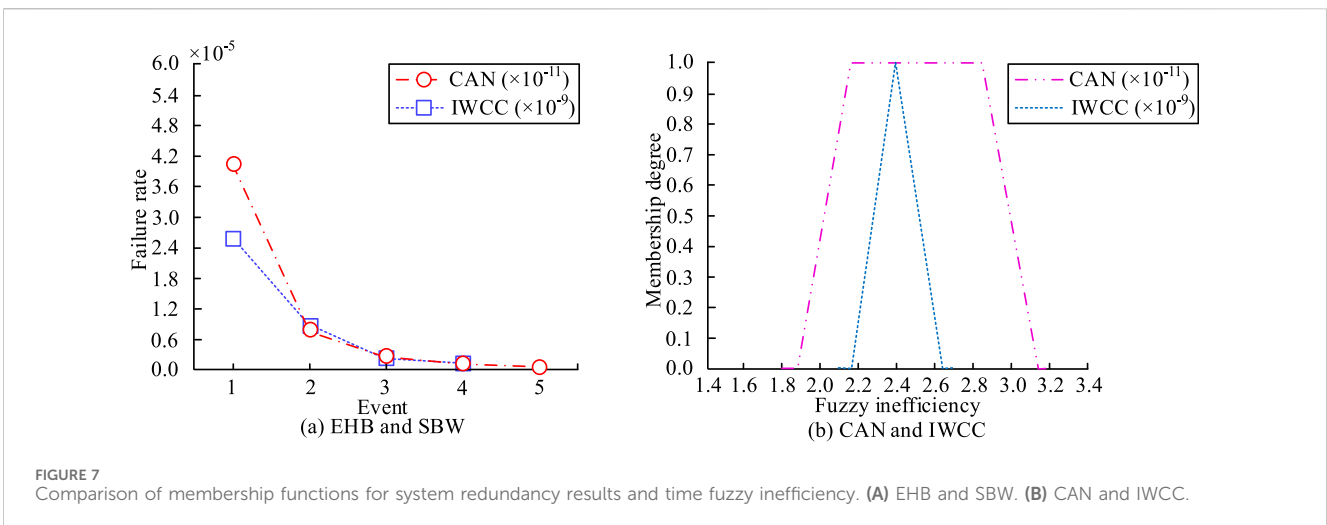 ×10-5
6.0
5.4
4.8
4.2
3.6
3.0
2.4
1.8
1.2
0.6
0.0
Failure rate
CAN (×10-11)
IWCC (×10-9)
1 2 3 4 5
Event
(a) EHB and SBW
1.0
0.9
0.8
0.7
0.6
0.5
0.4
0.3
0.2
0.1
0.0
Membership degree
CAN (×10-11)
IWCC (×10-9)
1.4 1.6 1.8 2.0 2.2 2.4 2.6 2.8 3.0 3.2 3.4
Fuzzy inefficiency
(b) CAN and IWCC
FIGURE 7
Comparison of membership functions for system redundancy results and time fuzzy inefficiency. (A) EHB and SBW. (B) CAN and IWCC.